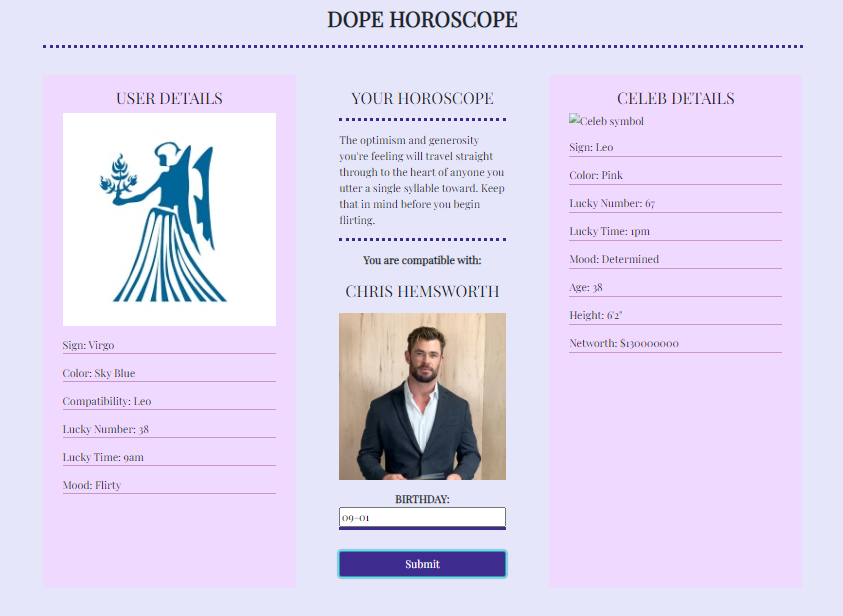 DOPE HOROSCOPE
USER DETAILS
Sign: Virgo
Color: Sky Blue
Compatibility: Leo
Lucky Number: 38
Lucky Time: 9am
Mood: Flirty
YOUR HOROSCOPE
The optimism and generosity
you're feeling will travel straight
through to the heart of anyone you
utter a single syllable toward. Keep
that in mind before you begin
flirting.
You are compatible with:
CHRIS HEMSWORTH
BIRTHDAY:
09-01
Submit
CELEB DETAILS
Celeb symbol
Sign: Leo
Color: Pink
Lucky Number: 67
Lucky Time: 1pm
Mood: Determined
Age: 38
Height: 6'2"
Networth: $130000000